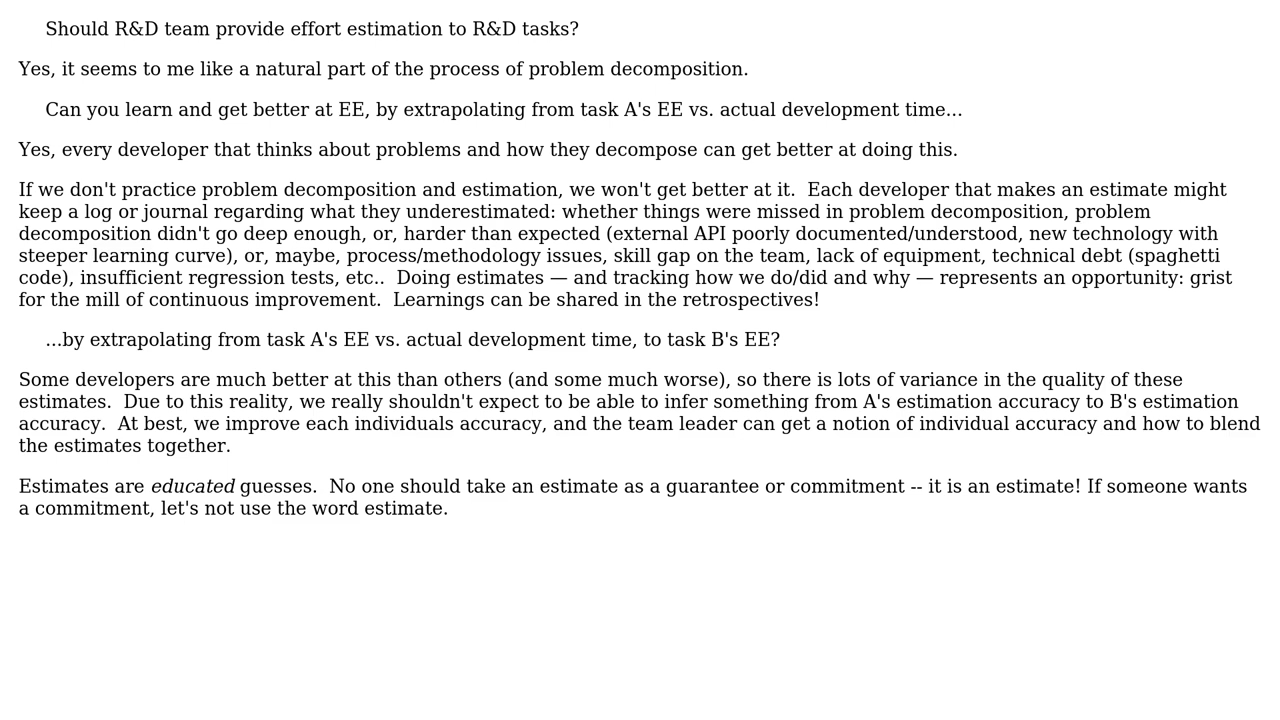 Should R&D team provide effort estimation to R&D tasks?
Yes, it seems to me like a natural part of the process of problem decomposition.
Can you learn and get better at EE, by extrapolating from task A's EE vs. actual development time...
Yes, every developer that thinks about problems and how they decompose can get better at doing this.
If we don't practice problem decomposition and estimation, we won't get better at it.  Each developer that makes an estimate might
keep a log or journal regarding what they underestimated: whether things were missed in problem decomposition, problem
decomposition didn't go deep enough, or, harder than expected (external API poorly documented/understood, new technology with
steeper learning curve), or, maybe, process/methodology issues, skill gap on the team, lack of equipment, technical debt (spaghetti
code), insufficient regression tests, etc..  Doing estimates — and tracking how we do/did and why — represents an opportunity: grist
for the mill of continuous improvement.  Learnings can be shared in the retrospectives!
...by extrapolating from task A's EE vs. actual development time, to task B's EE?
Some developers are much better at this than others (and some much worse), so there is lots of variance in the quality of these
estimates.  Due to this reality, we really shouldn't expect to be able to infer something from A's estimation accuracy to B's estimation
accuracy.  At best, we improve each individuals accuracy, and the team leader can get a notion of individual accuracy and how to blend
the estimates together.
Estimates are educated guesses.  No one should take an estimate as a guarantee or commitment -- it is an estimate! If someone wants
a commitment, let's not use the word estimate.